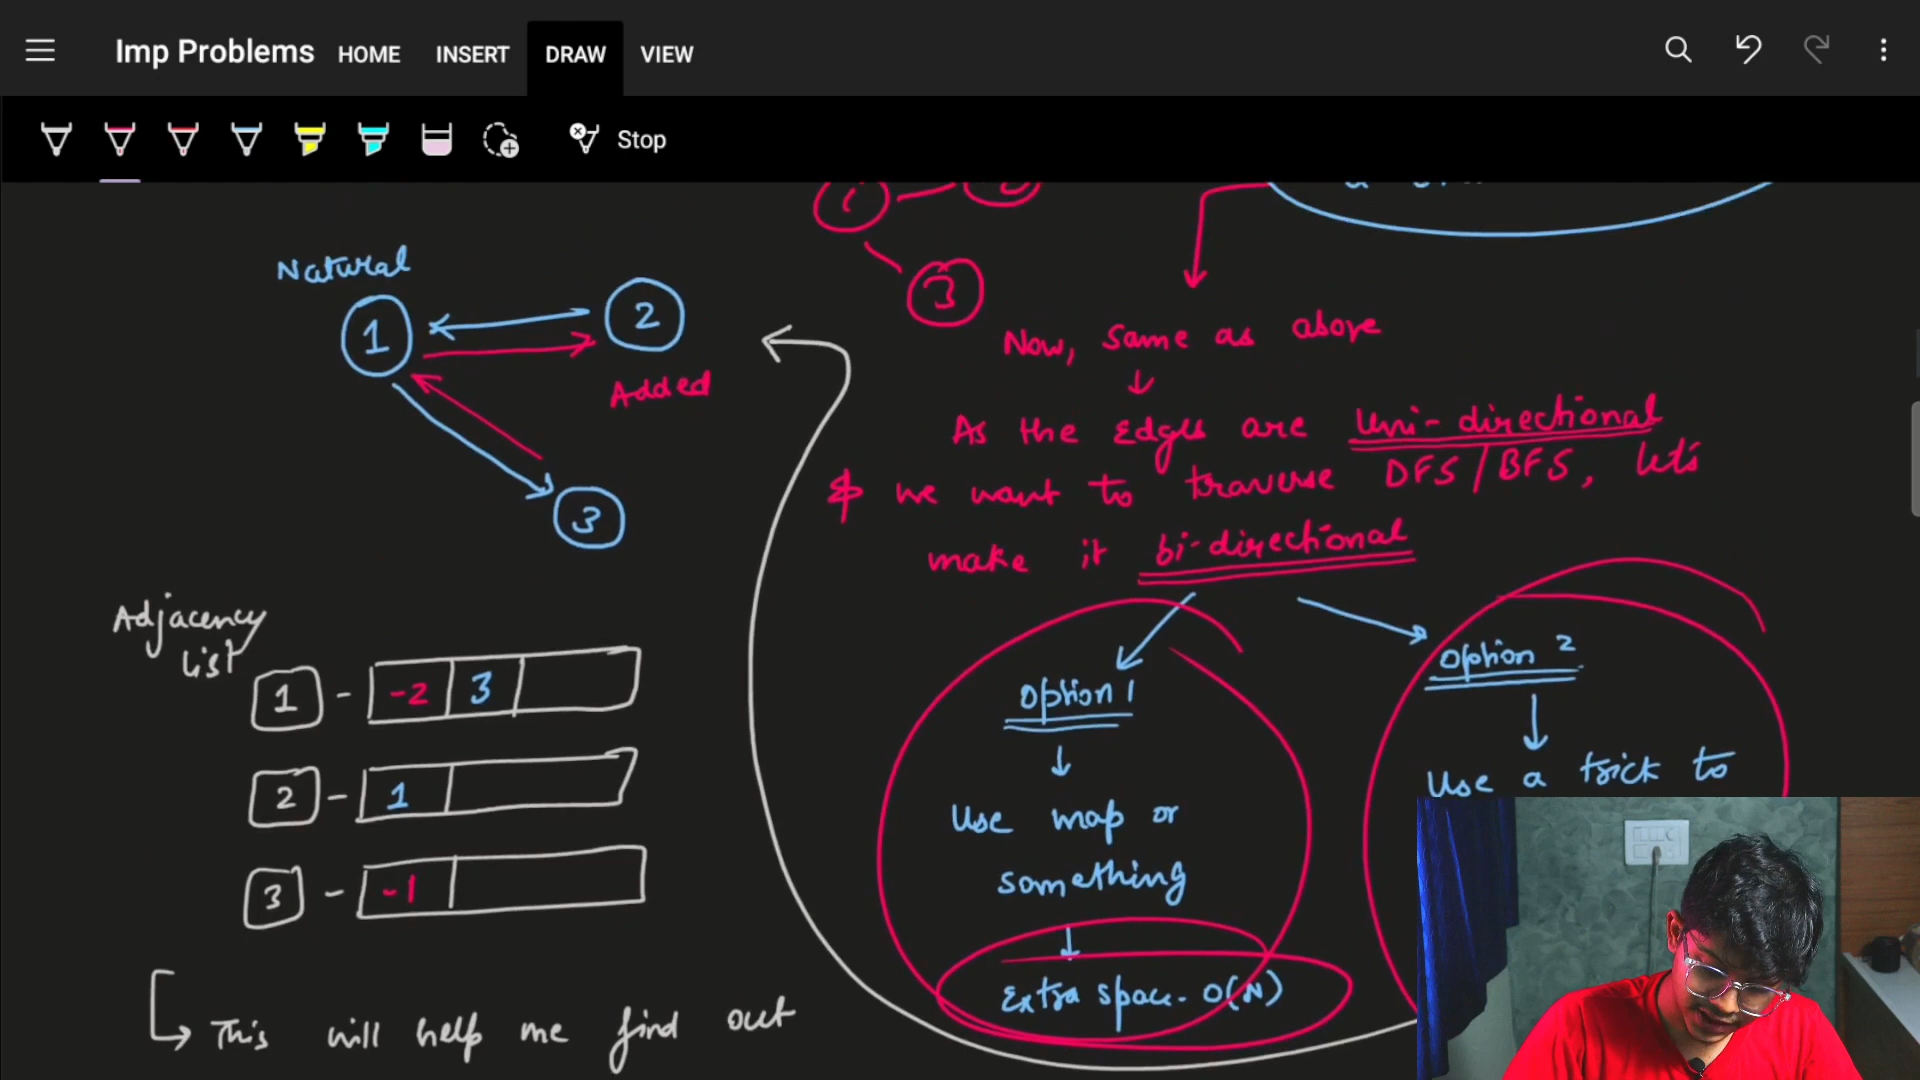 Imp Problems HOME INSERT DRAW VIEW
Stop
Natural
1
2
Added
3
1
3
Now, Same as above
As the Edges are Uni-directional
& we want to traverse DFS/BFS, let's
make it bi-directional
Adjacency
list
1 - -2 3
2 - 1
3 - -1
This will help me find out
Option 1
Use map or
something
Extra space - O(N)
Option 2
Use a trick to